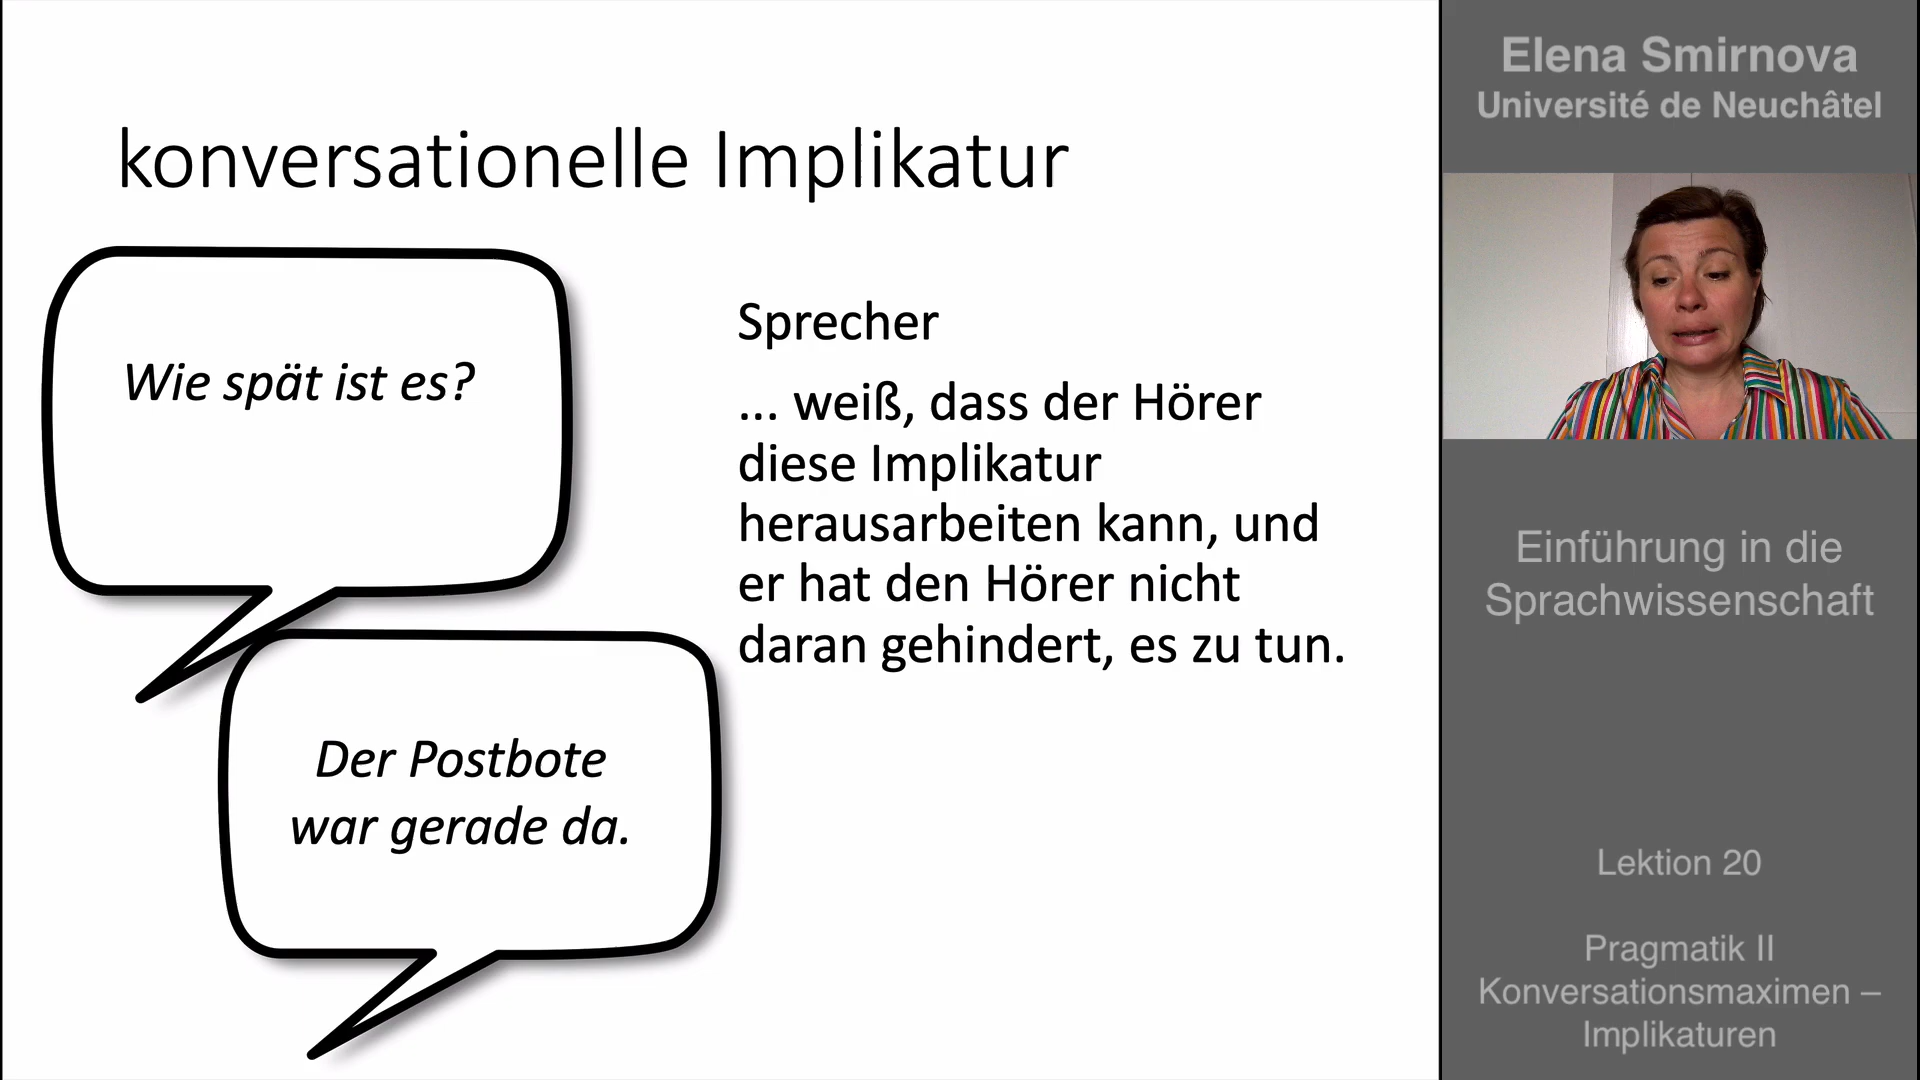 konversationelle Implikatur
Wie spät ist es?
Der Postbote
war gerade da.
Sprecher
... weiß, dass der Hörer
diese Implikatur
herausarbeiten kann, und
er hat den Hörer nicht
daran gehindert, es zu tun.
Elena Smirnova
Université de Neuchâtel
Einführung in die
Sprachwissenschaft
Lektion 20
Pragmatik II
Konversationsmaximen –
Implikaturen